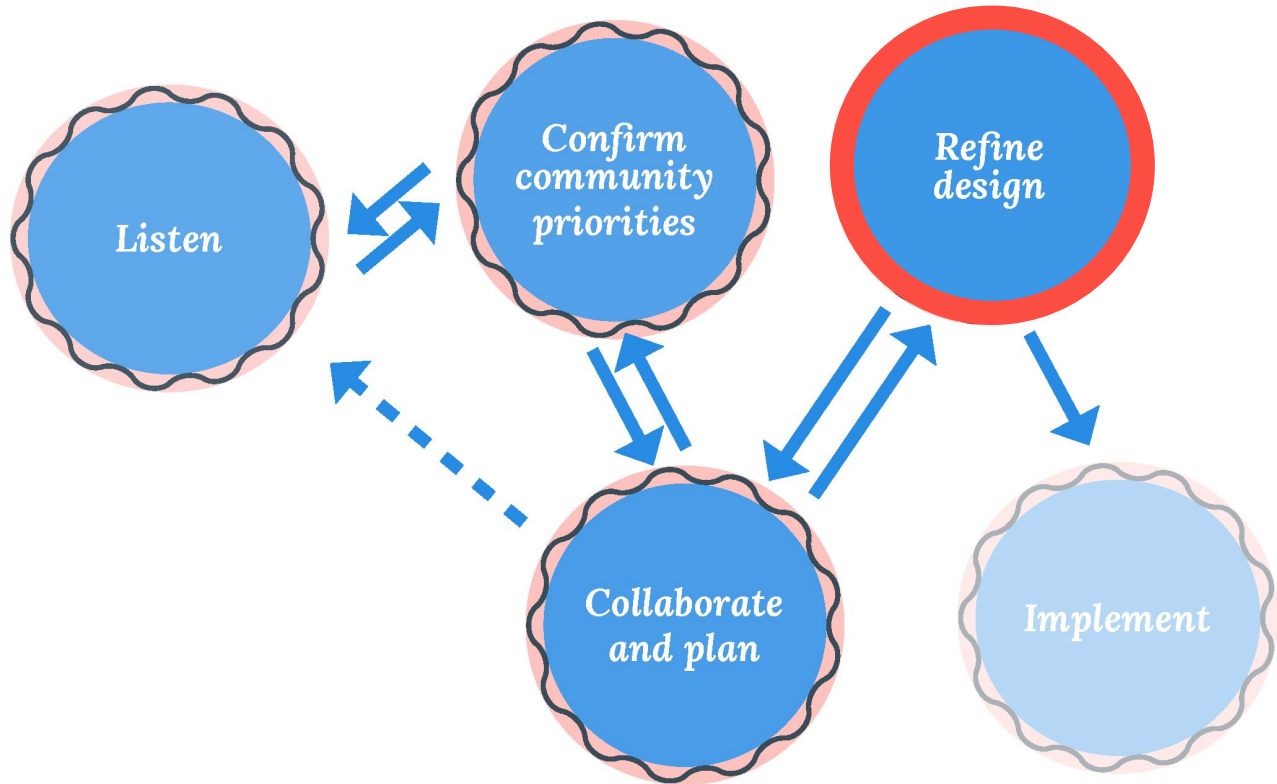 Listen
Confirm
community
priorities
Refine
design
Collaborate
and plan
Implement